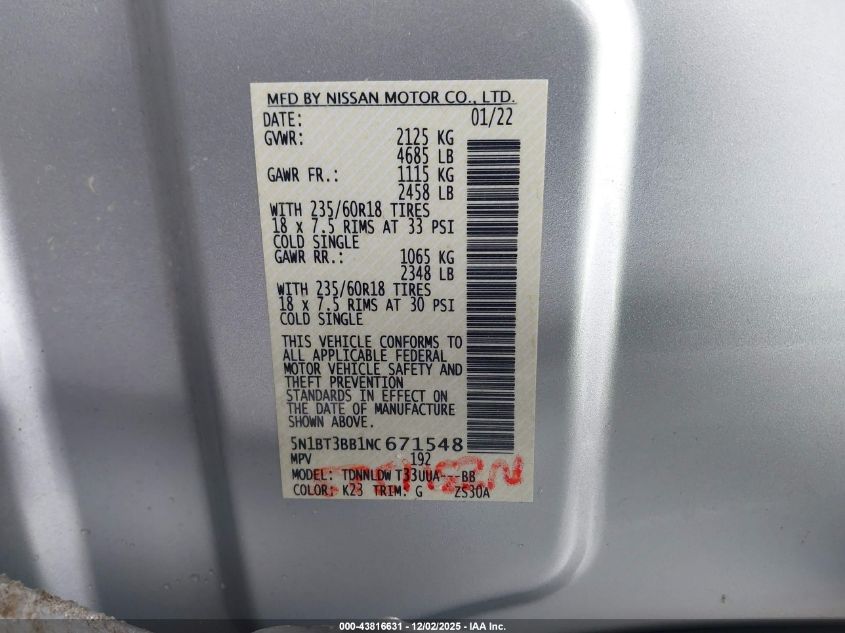 MFD BY NISSAN MOTOR CO., LTD.
DATE: 01/22
GVWR: 2125 KG
4685 LB
GAWR FR.: 1115 KG
2458 LB
WITH 235/60R18 TIRES
18 x 7.5 RIMS AT 33 PSI
COLD SINGLE
GAWR RR.: 1065 KG
2348 LB
WITH 235/60R18 TIRES
18 x 7.5 RIMS AT 30 PSI
COLD SINGLE
THIS VEHICLE CONFORMS TO
ALL APPLICABLE FEDERAL
MOTOR VEHICLE SAFETY AND
THEFT PREVENTION
STANDARDS IN EFFECT ON
THE DATE OF MANUFACTURE
SHOWN ABOVE.
5N1BT3BB1NC671548
MPV 192
MODEL: TDNNLDW T33UUA---BB
COLOR: K23 TRIM: G ZS30A
000-43816631 - 12/02/2025 - IAA Inc.